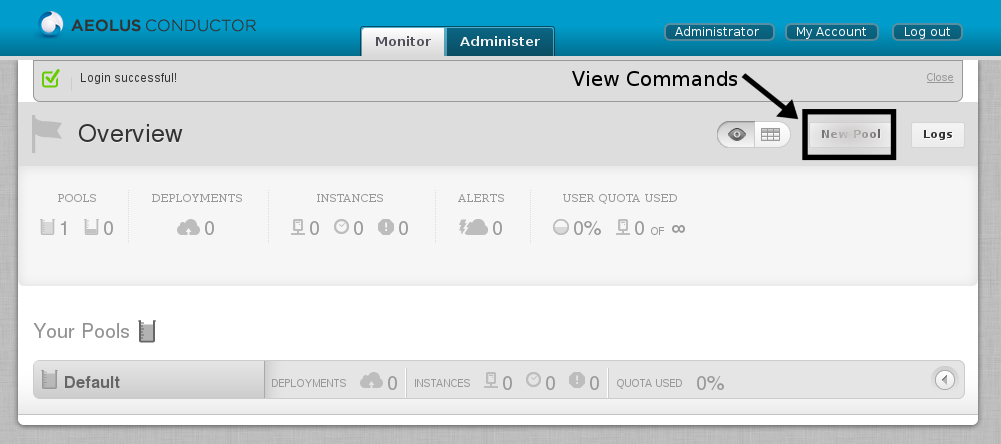 AEOLUS CONDUCTOR
Monitor
Administer
Administrator
My Account
Log out
Login successful!
View Commands
Close
Overview
New Pool
Logs
POOLS
DEPLOYMENTS
INSTANCES
ALERTS
USER QUOTA USED
1 0
0
0 0 0
0
0% 0 OF ∞
Your Pools
Default
DEPLOYMENTS 0 INSTANCES 0 0 0 QUOTA USED 0%